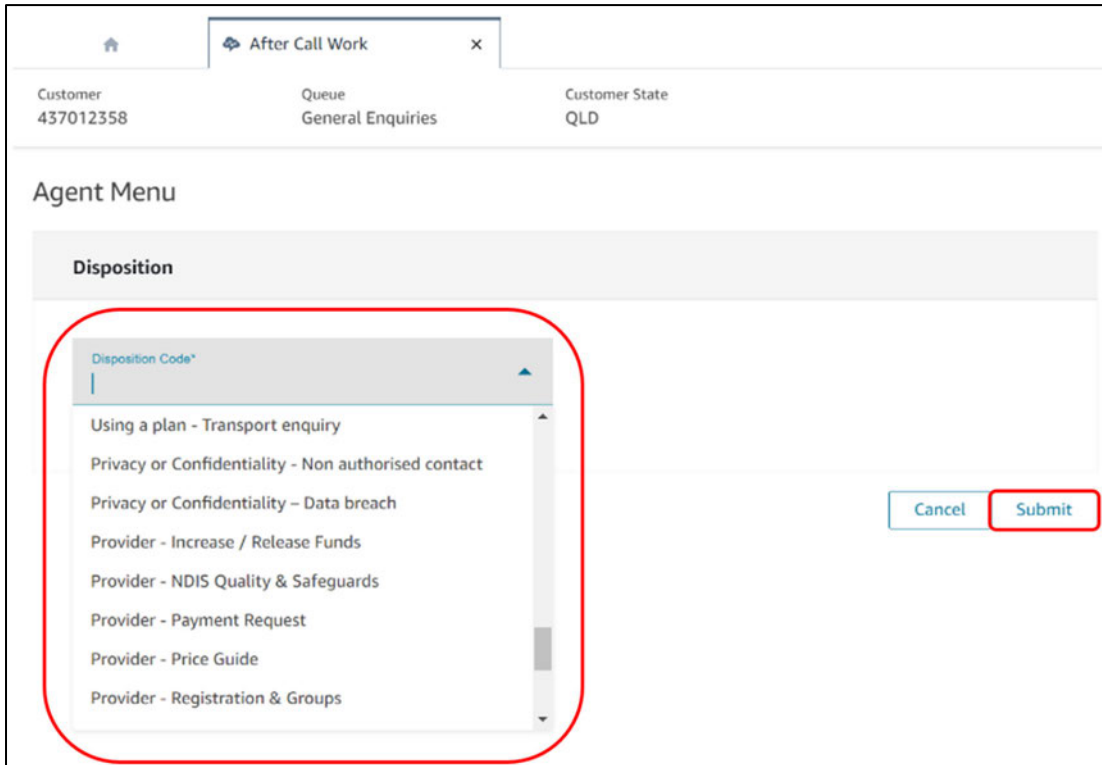 After Call Work
Customer Queue Customer State
437012358 General Enquiries QLD
Agent Menu
Disposition
Disposition Code*
Using a plan - Transport enquiry
Privacy or Confidentiality - Non authorised contact
Privacy or Confidentiality – Data breach
Provider - Increase / Release Funds
Provider - NDIS Quality & Safeguards
Provider - Payment Request
Provider - Price Guide
Provider - Registration & Groups
Cancel Submit